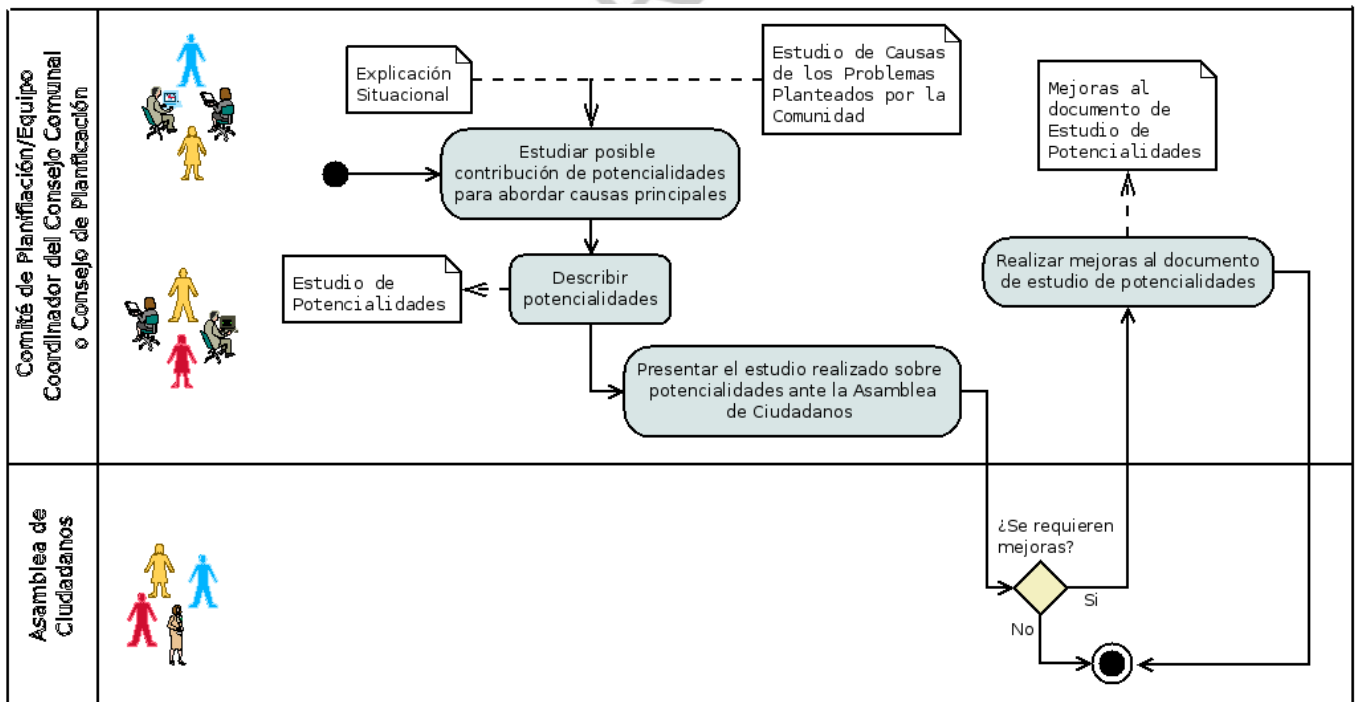 Comité de Planifiación/Equipo
Coordinador del Consejo Comunal
o Consejo de Planficación
Explicación
Situacional
Estudio de Causas
de los Problemas
Planteados por la
Comunidad
Mejoras al
documento de
Estudio de
Potencialidades
Estudiar posible
contribución de potencialidades
para abordar causas principales
Realizar mejoras al documento
de estudio de potencialidades
Estudio de
Potencialidades
Describir
potencialidades
Presentar el estudio realizado sobre
potencialidades ante la Asamblea
de Ciudadanos
Asamblea de
Ciudadanos
¿Se requieren
mejoras?
Si
No